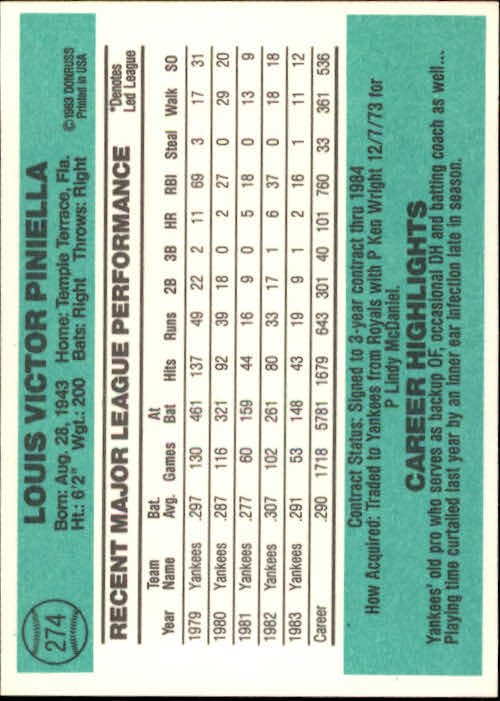 274
LOUIS VICTOR PINIELLA
©1983 DONRUSS
Printed in USA
Born: Aug. 28, 1943 Home: Temple Terrace, Fla.
Ht.: 6'2" Wgt.: 200 Bats: Right Throws: Right
RECENT MAJOR LEAGUE PERFORMANCE
*Denotes
Led League
Year Team Name Bat. Avg. Games At Bat Hits Runs 2B 3B HR RBI Steal Walk SO
1979 Yankees .297 130 461 137 49 22 2 11 69 3 17 31
1980 Yankees .287 116 321 92 39 18 0 2 27 0 29 20
1981 Yankees .277 60 159 44 16 9 0 5 18 0 13 9
1982 Yankees .307 102 261 80 33 17 1 6 37 0 18 18
1983 Yankees .291 53 148 43 19 9 1 2 16 1 11 12
Career .290 1718 5781 1679 643 301 40 101 760 33 361 536
Contract Status: Signed to 3-year contract thru 1984
How Acquired: Traded to Yankees from Royals with P Ken Wright 12/7/73 for
P Lindy McDaniel.
CAREER HIGHLIGHTS
Yankees' old pro who serves as backup OF, occasional DH and batting coach as well...
Playing time curtailed last year by an inner ear infection late in season.